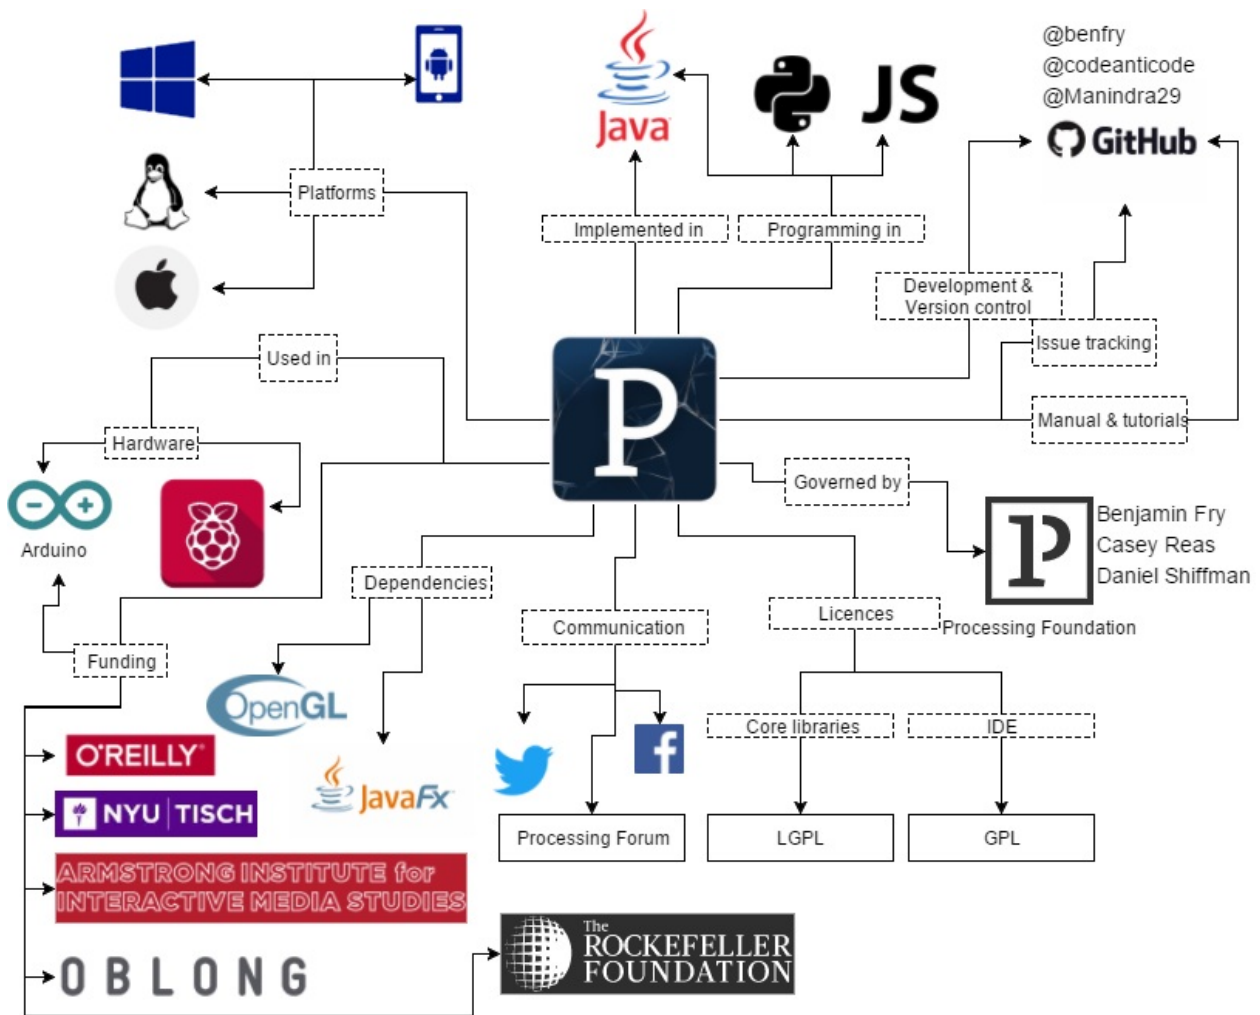 @benfry
@codeanticode
@Manindra29
Java
JS
GitHub
Platforms
Implemented in
Programming in
Development &
Version control
Issue tracking
Used in
Manual & tutorials
Hardware
P
Governed by
Arduino
Benjamin Fry
Casey Reas
Daniel Shiffman
P
Processing Foundation
Dependencies
Communication
Licences
Funding
OpenGL
Core libraries
IDE
O'REILLY®
JavaFx
NYU | TISCH
Processing Forum
LGPL
GPL
ARMSTRONG INSTITUTE for
INTERACTIVE MEDIA STUDIES
OBLONG
The
ROCKEFELLER
FOUNDATION